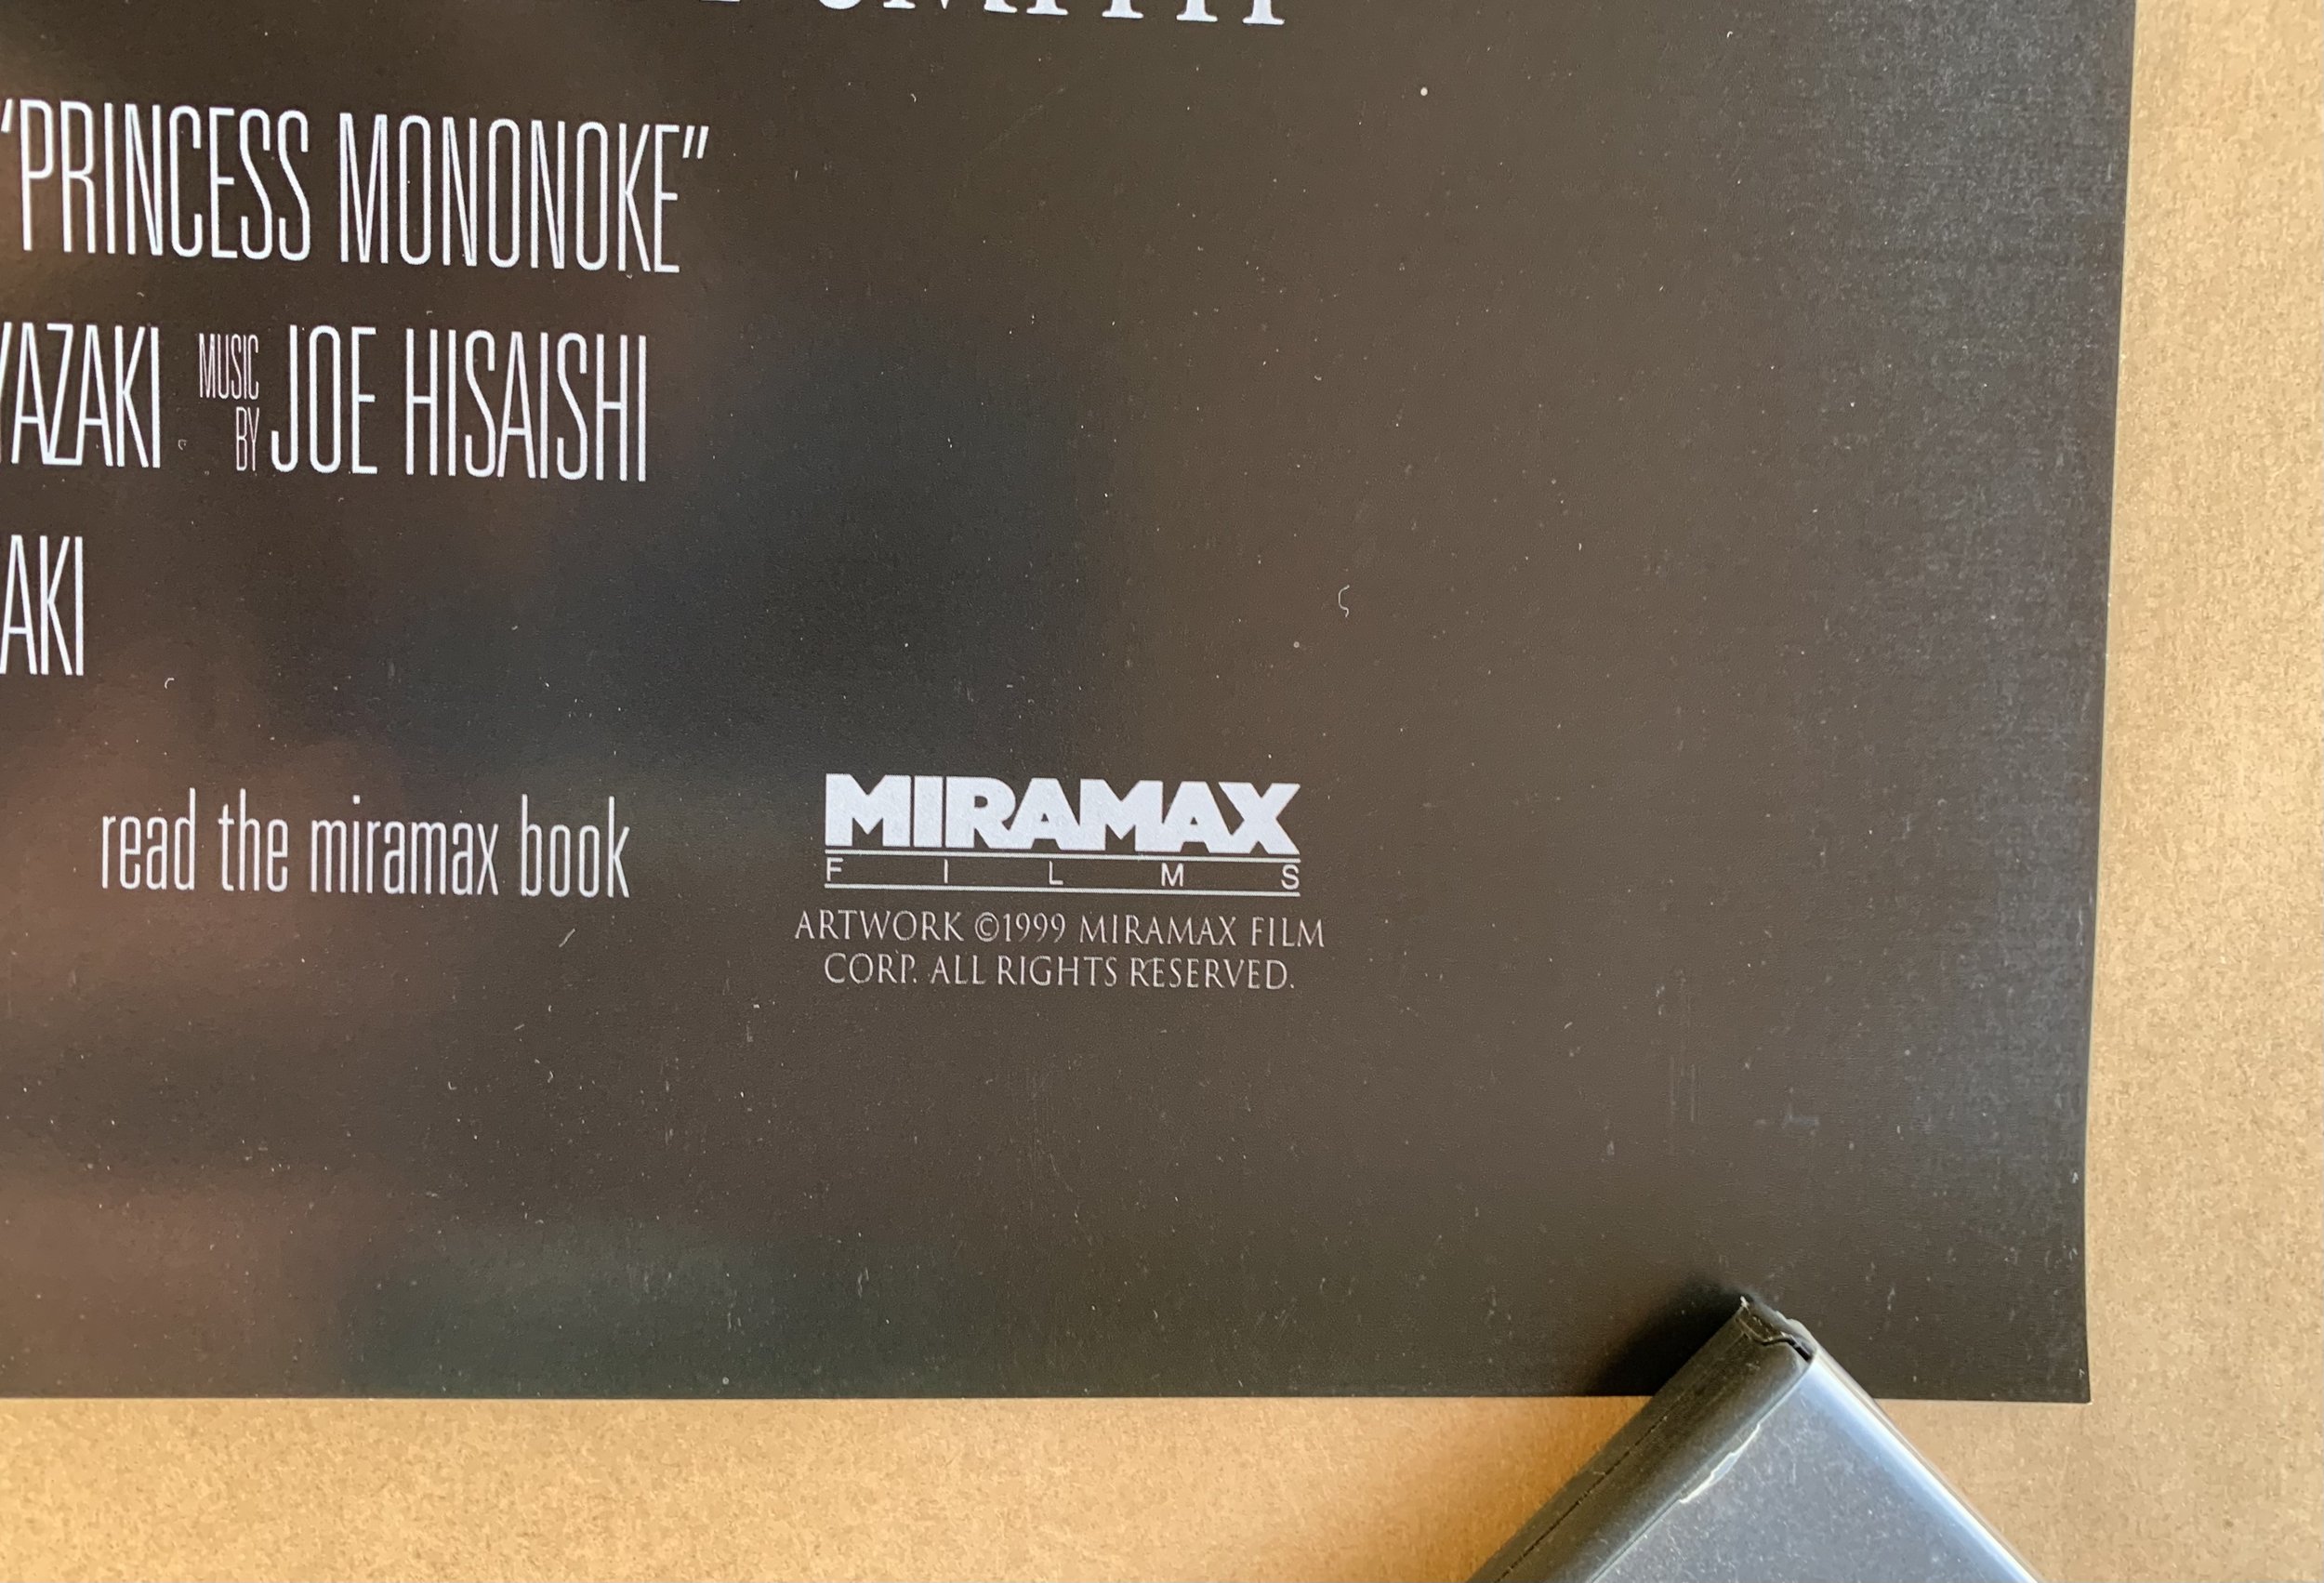 "PRINCESS MONONOKE"
YAZAKI MUSIC BY JOE HISAISHI
AKI
read the miramax book
MIRAMAX
FILMS
ARTWORK ©1999 MIRAMAX FILM
CORP. ALL RIGHTS RESERVED.